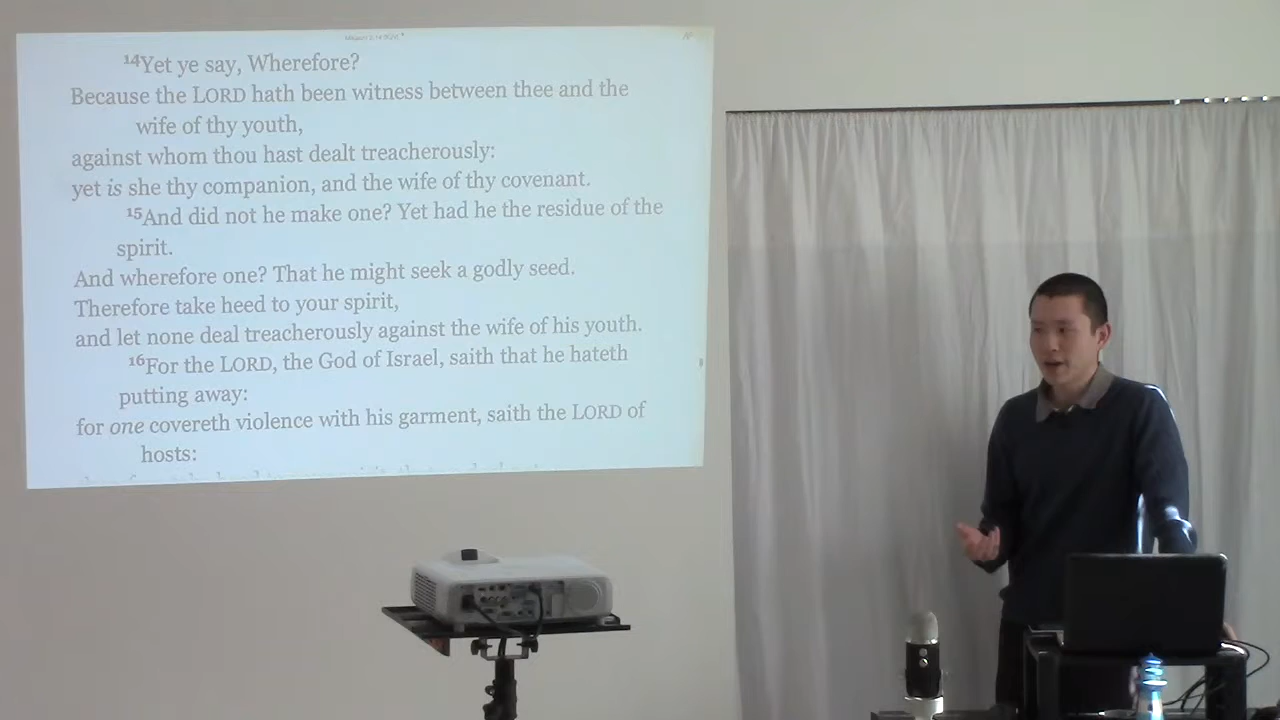 ¹⁴Yet ye say, Wherefore?
Because the LORD hath been witness between thee and the
wife of thy youth,
against whom thou hast dealt treacherously:
yet is she thy companion, and the wife of thy covenant.
¹⁵And did not he make one? Yet had he the residue of the
spirit.
And wherefore one? That he might seek a godly seed.
Therefore take heed to your spirit,
and let none deal treacherously against the wife of his youth.
¹⁶For the LORD, the God of Israel, saith that he hateth
putting away:
for one covereth violence with his garment, saith the LORD of
hosts: